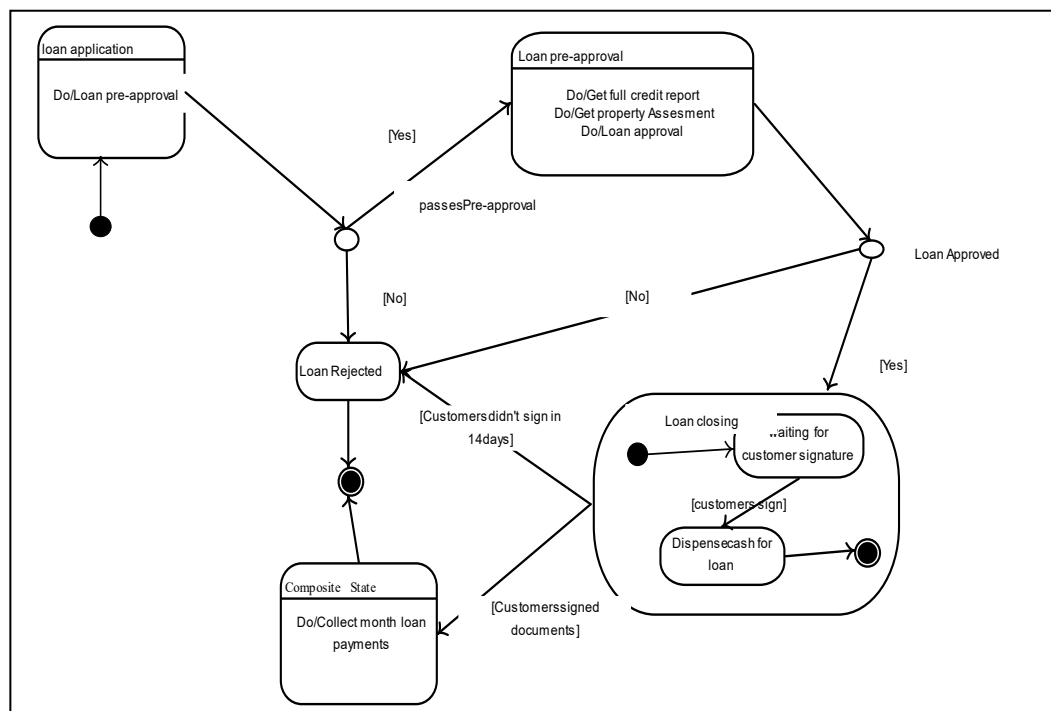 loan application
Do/Loan pre-approval
Loan pre-approval
Do/Get full credit report
Do/Get property Assesment
Do/Loan approval
[Yes]
passesPre-approval
Loan Approved
[No]
[No]
[Yes]
Loan Rejected
[Customersdidn't sign in
14days]
Loan closing
waiting for
customer signature
[customers sign]
Dispensecash for
loan
Composite State
Do/Collect month loan
payments
[Customerssigned
documents]